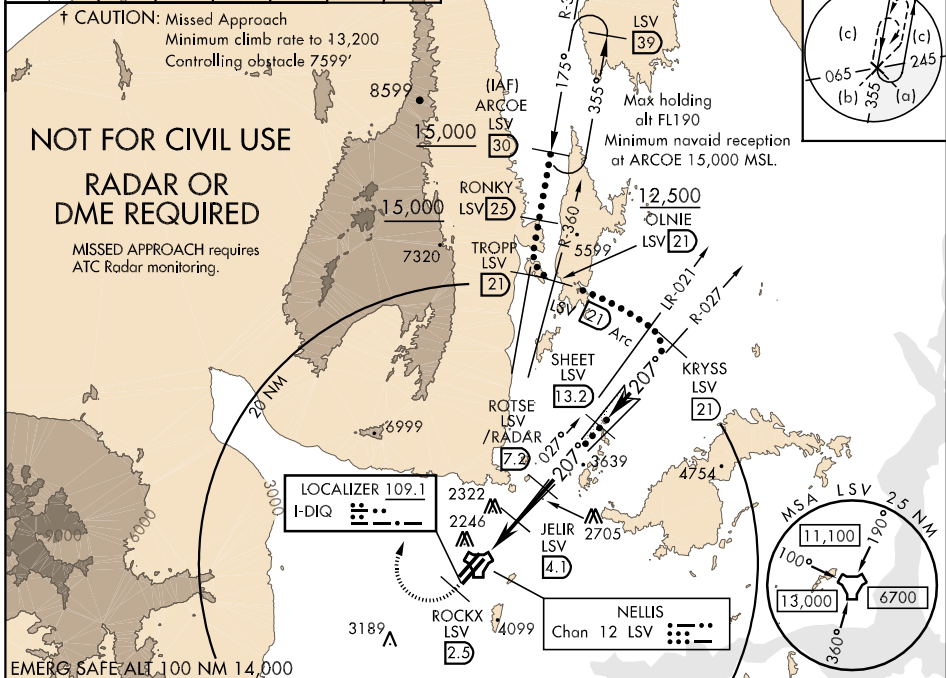 † CAUTION: Missed Approach
Minimum climb rate to 13,200
Controlling obstacle 7599'
NOT FOR CIVIL USE
RADAR OR
DME REQUIRED
MISSED APPROACH requires
ATC Radar monitoring.
8599
(IAF)
ARCOE
LSV
30
15,000
RONKY
LSV 25
15,000
7320
TROPP
LSV
21
175°
355°
LSV
39
Max holding
alt FL190
Minimum navaid reception
at ARCOE 15,000 MSL.
12,500
OLNIE
LSV 21
R-360
5599
LSV 21 Arc
LR-021
R-027
KRYSS
LSV
21
SHEET
LSV
13.2
207°
ROTSE
LSV
/RADAR
7.2
027°
207°
3639
4754
20 NM
6999
3000
6000
9000
LOCALIZER 109.1
I-DIQ
2322
2246
JELIR
LSV
4.1
2705
ROCKX
LSV
2.5
4099
3189
NELLIS
Chan 12 LSV
EMERG SAFE ALT 100 NM 14,000
(c)
(c)
065
245
(b)
355°
(a)
MSA LSV 25 NM
11,100
190°
100°
13,000
6700
360°